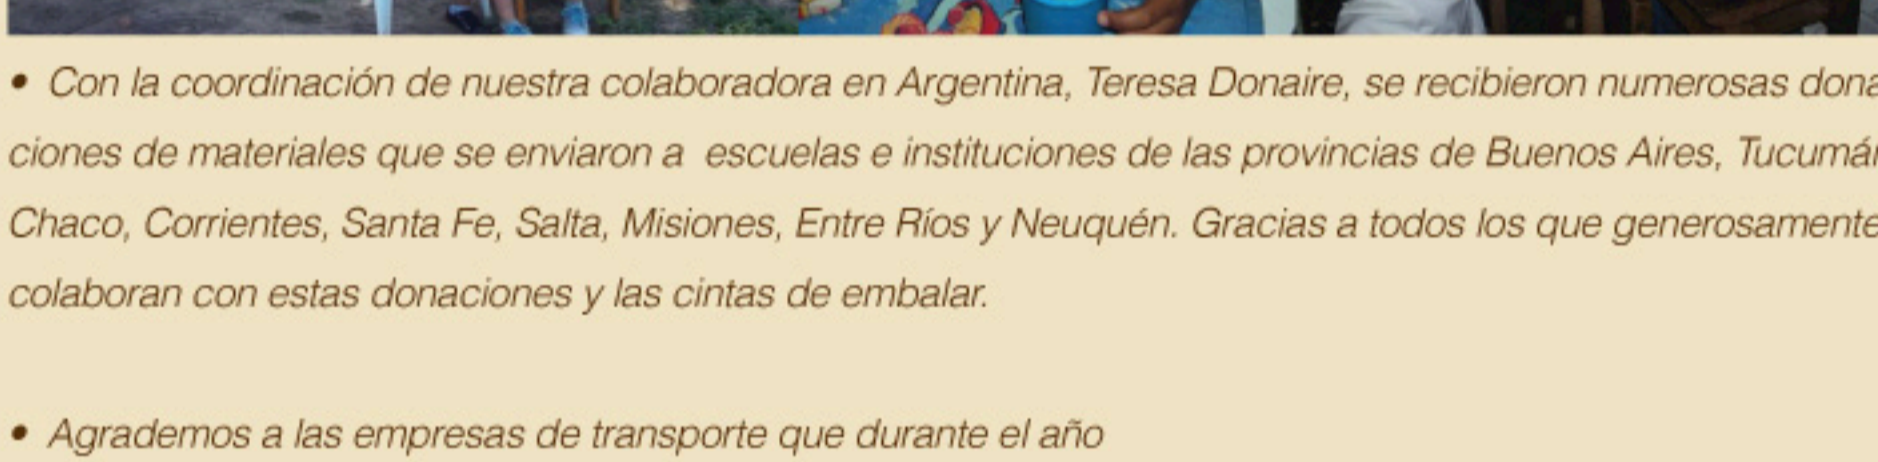 • Con la coordinación de nuestra colaboradora en Argentina, Teresa Donaire, se recibieron numerosas dona
ciones de materiales que se enviaron a  escuelas e instituciones de las provincias de Buenos Aires, Tucumán
Chaco, Corrientes, Santa Fe, Salta, Misiones, Entre Ríos y Neuquén. Gracias a todos los que generosamente
colaboran con estas donaciones y las cintas de embalar.
• Agrademos a las empresas de transporte que durante el año